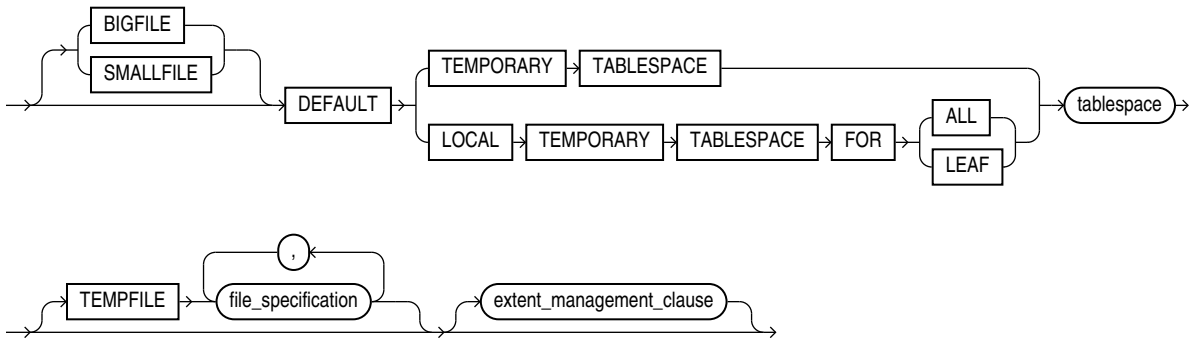 BIGFILE
SMALLFILE
DEFAULT
TEMPORARY TABLESPACE
LOCAL TEMPORARY TABLESPACE FOR
ALL
LEAF
tablespace
,
TEMPFILE file_specification extent_management_clause